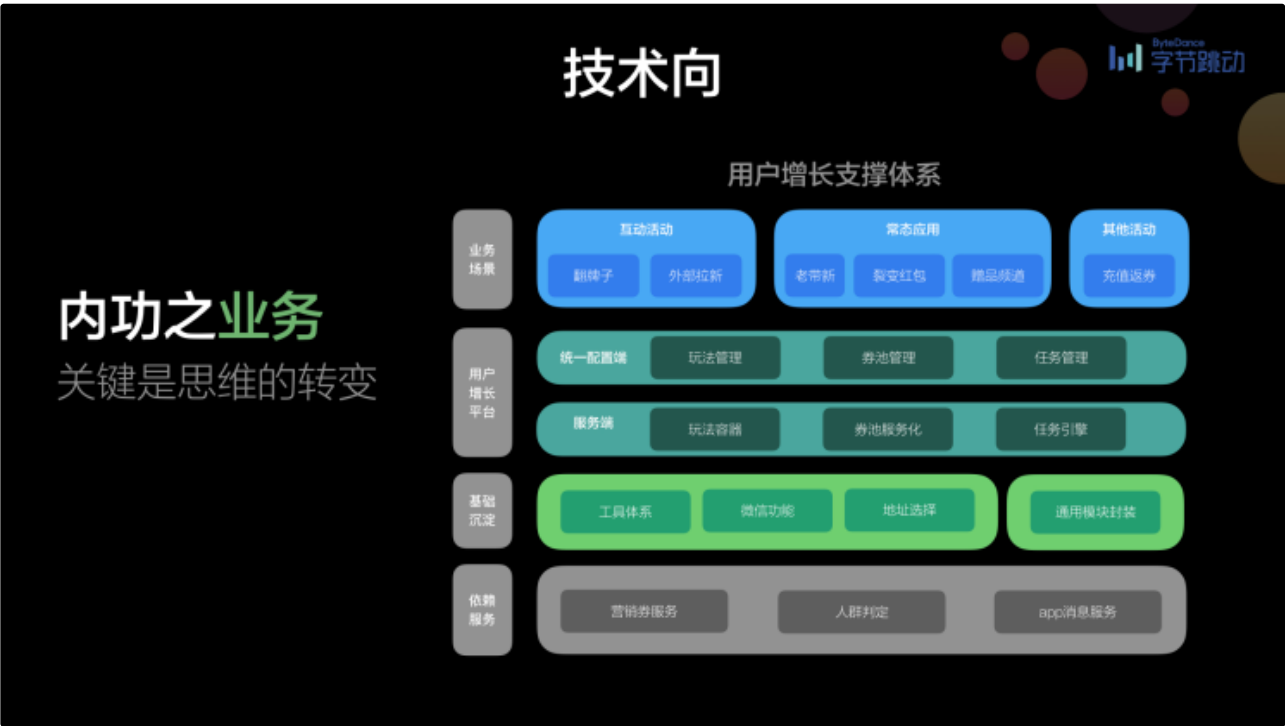 技术向
ByteDance
字节跳动
用户增长支撑体系
内功之业务
关键是思维的转变
业务
场景
互动活动
翻牌子
外部拉新
常态应用
老带新
裂变红包
赠品频道
其他活动
充值返券
用户
增长
平台
统一配置端
玩法管理
券池管理
任务管理
服务端
玩法容器
券池服务化
任务引擎
基础
沉淀
工具体系
微信功能
地址选择
通用模块封装
依赖
服务
营销券服务
人群判定
app消息服务